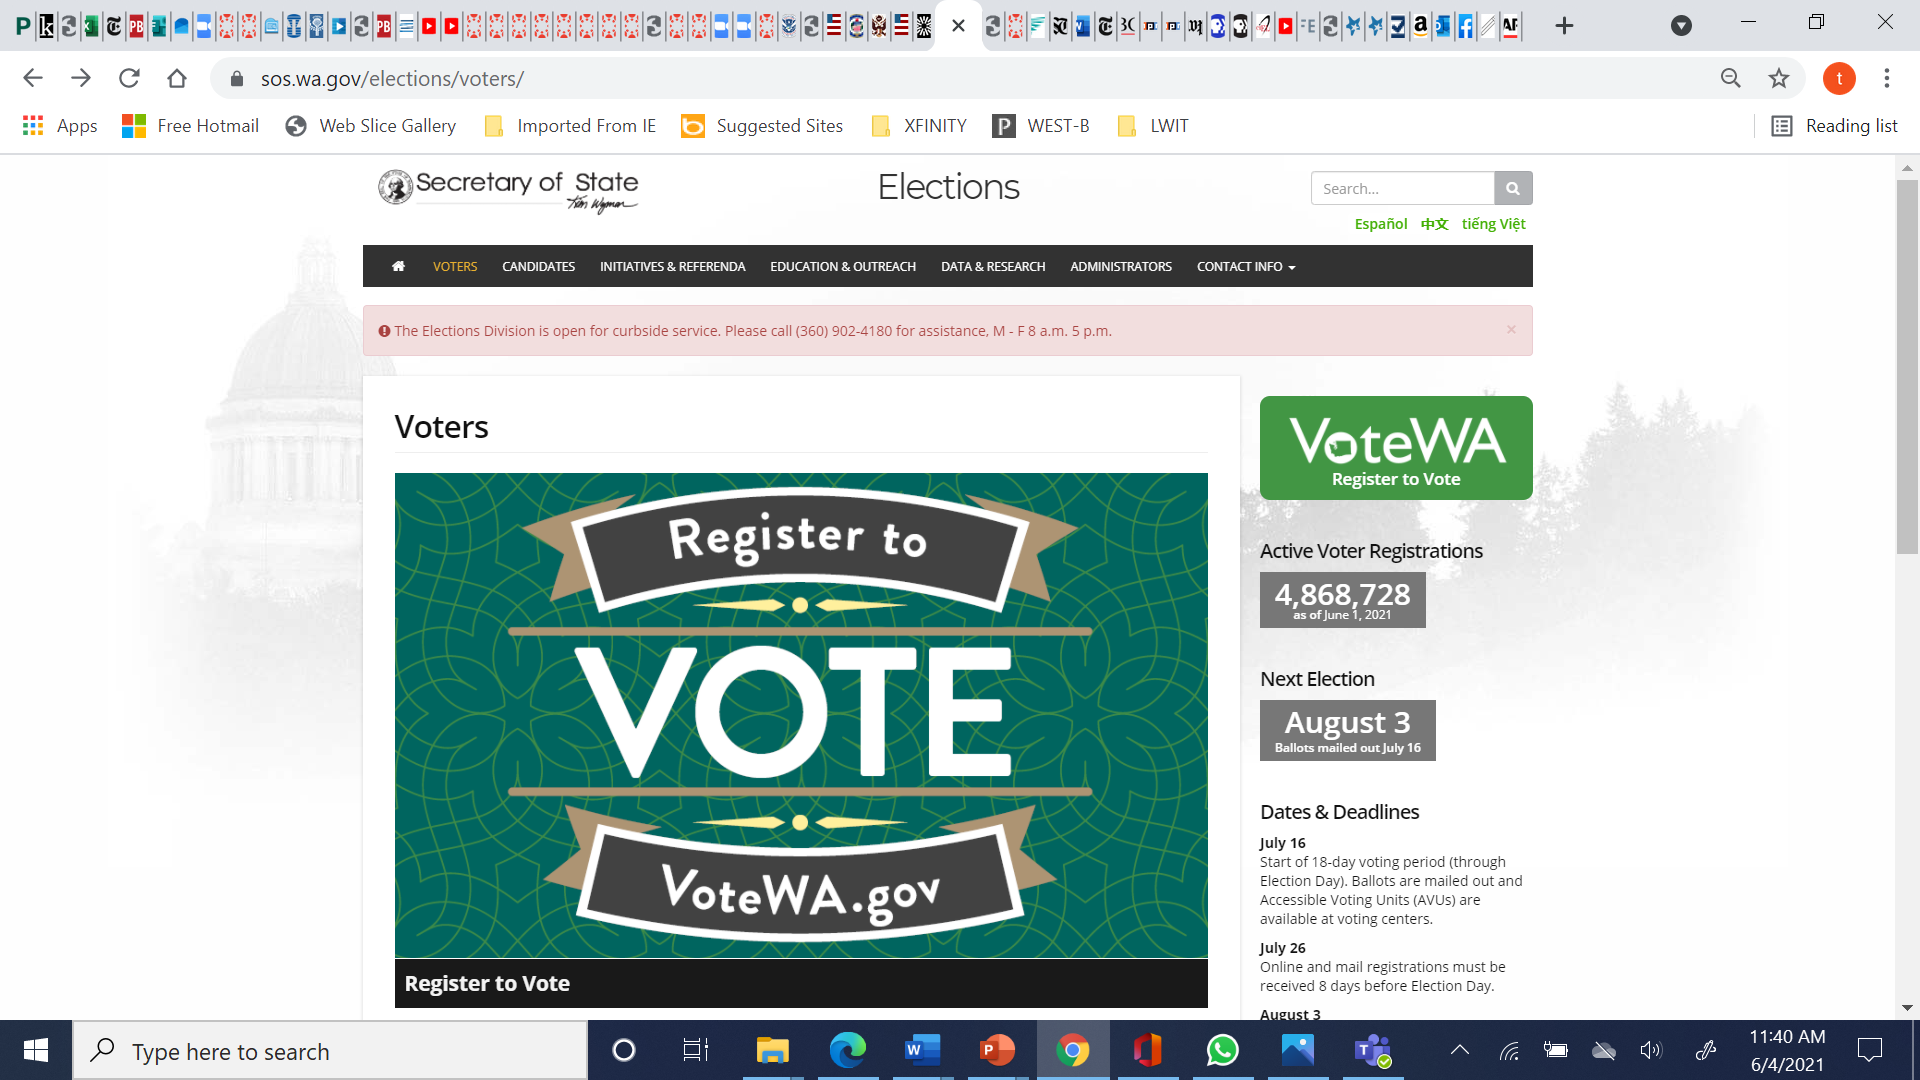 sos.wa.gov/elections/voters/
t
Apps
Free Hotmail
Web Slice Gallery
Imported From IE
Suggested Sites
XFINITY
WEST-B
LWIT
Reading list
Secretary of State
Kim Wyman
Elections
Search...
Español 中文 tiếng Việt
VOTERS
CANDIDATES
INITIATIVES & REFERENDA
EDUCATION & OUTREACH
DATA & RESEARCH
ADMINISTRATORS
CONTACT INFO
The Elections Division is open for curbside service. Please call (360) 902-4180 for assistance, M - F 8 a.m. 5 p.m.
×
Voters
Register to
VOTE
VoteWA.gov
Register to Vote
VoteWA
Register to Vote
Active Voter Registrations
4,868,728
as of June 1, 2021
Next Election
August 3
Ballots mailed out July 16
Dates & Deadlines
July 16
Start of 18-day voting period (through
Election Day). Ballots are mailed out and
Accessible Voting Units (AVUs) are
available at voting centers.
July 26
Online and mail registrations must be
received 8 days before Election Day.
August 3
Type here to search
11:40 AM
6/4/2021